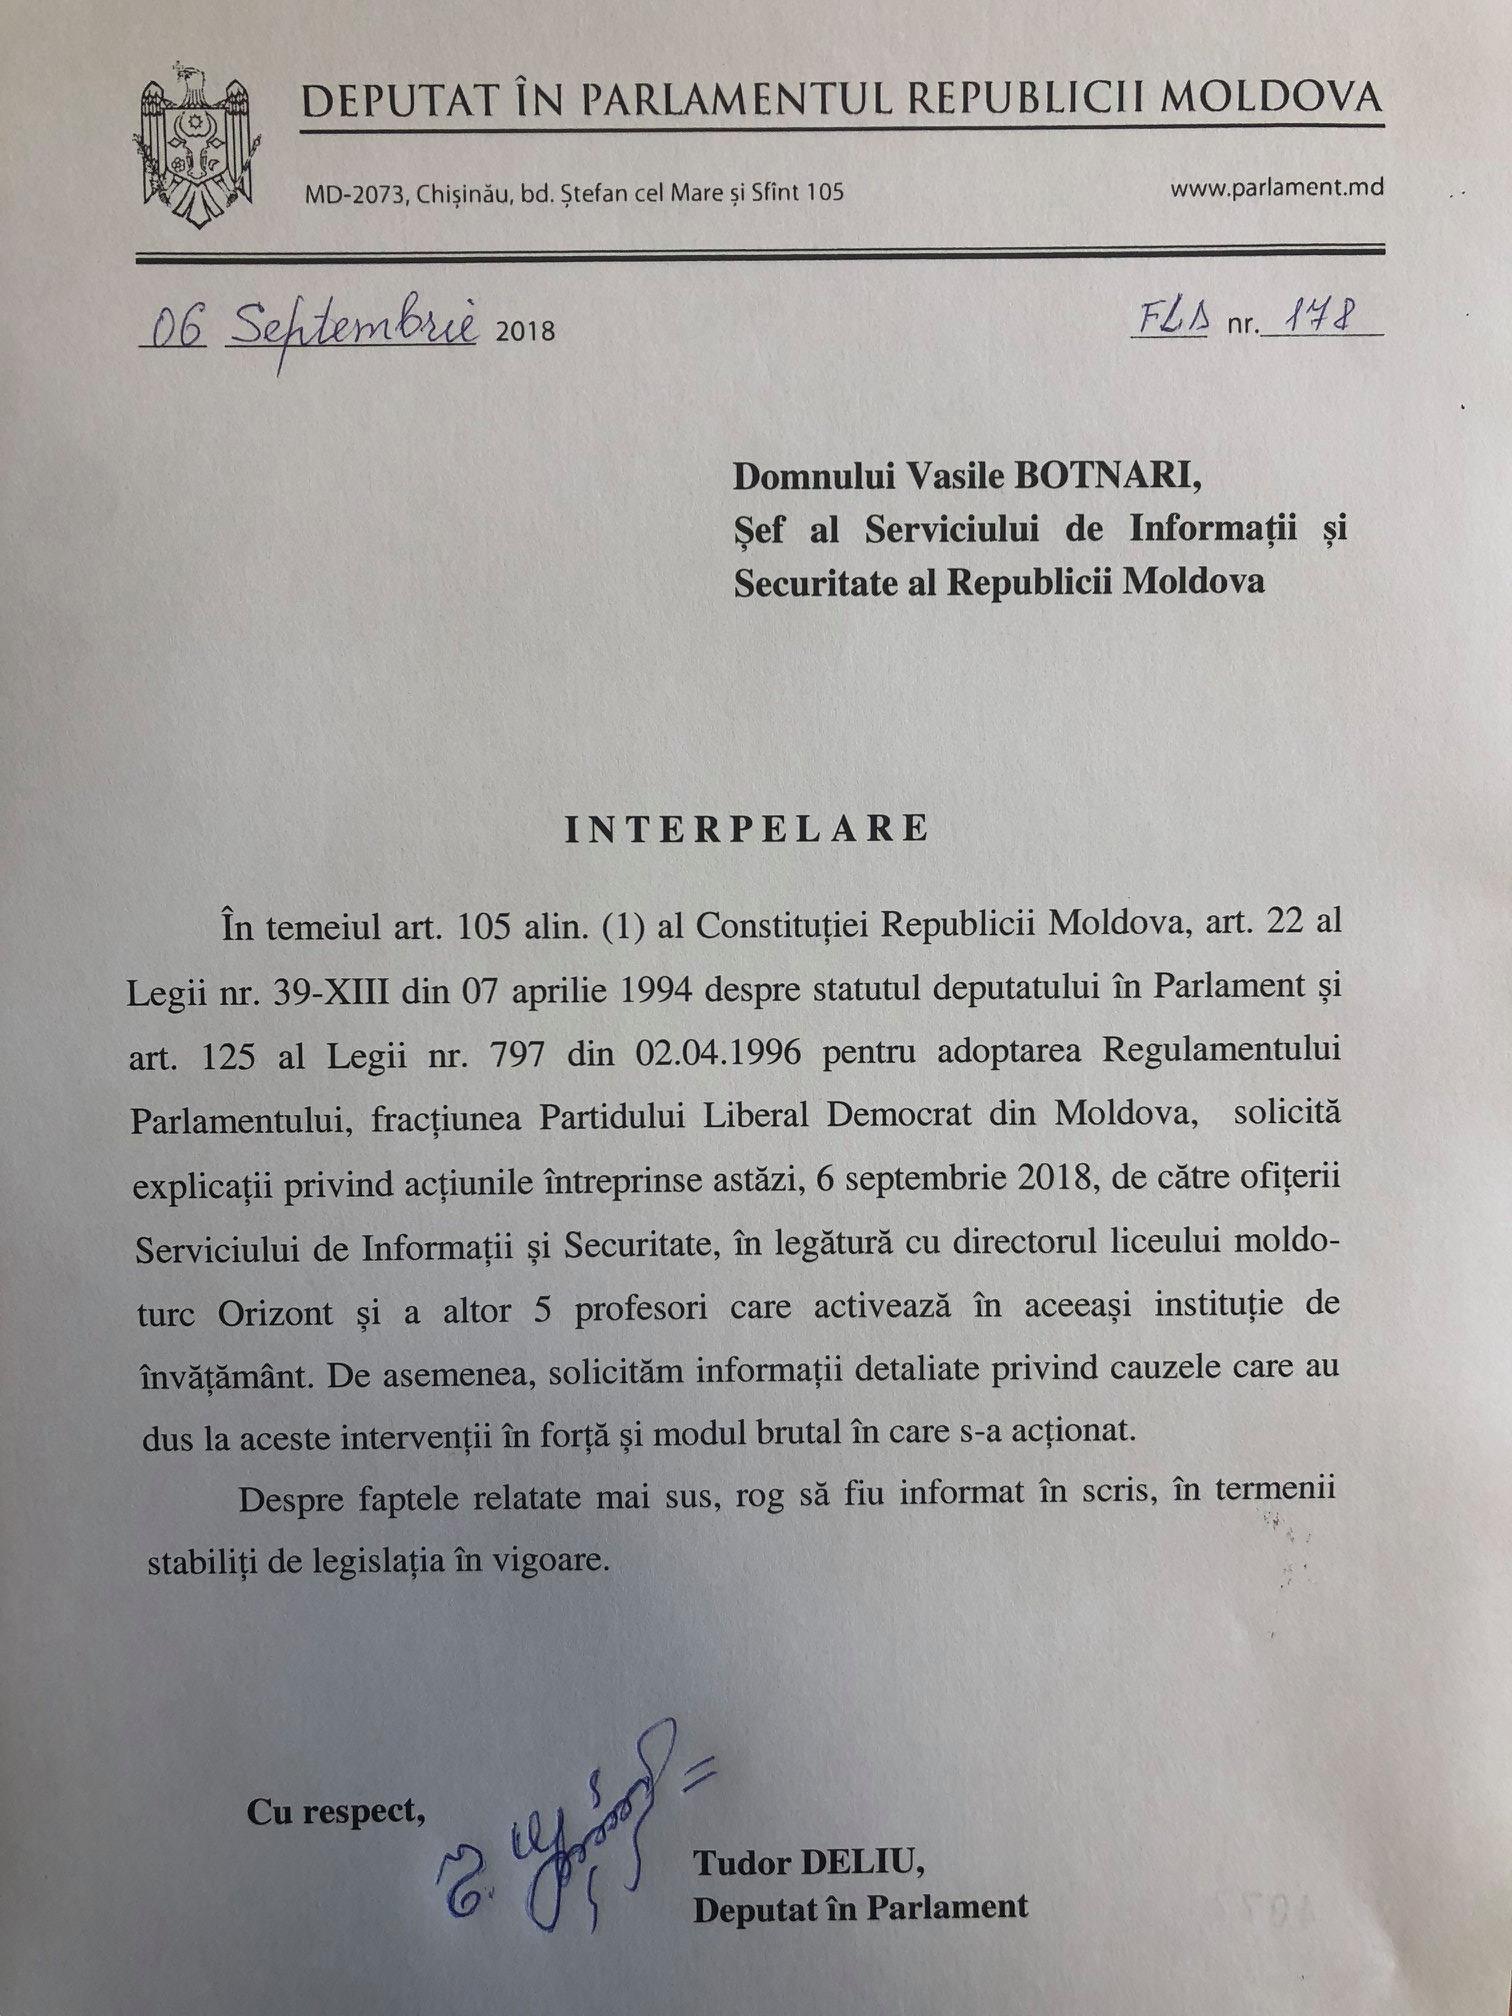 DEPUTAT ÎN PARLAMENTUL REPUBLICII MOLDOVA
MD-2073, Chișinău, bd. Ștefan cel Mare și Sfînt 105 www.parlament.md
06 Septembrie 2018 FLD nr. 178
Domnului Vasile BOTNARI,
Șef al Serviciului de Informații și
Securitate al Republicii Moldova
INTERPELARE
În temeiul art. 105 alin. (1) al Constituției Republicii Moldova, art. 22 al
Legii nr. 39-XIII din 07 aprilie 1994 despre statutul deputatului în Parlament și
art. 125 al Legii nr. 797 din 02.04.1996 pentru adoptarea Regulamentului
Parlamentului, fracțiunea Partidului Liberal Democrat din Moldova, solicită
explicații privind acțiunile întreprinse astăzi, 6 septembrie 2018, de către ofițerii
Serviciului de Informații și Securitate, în legătură cu directorul liceului moldo-
turc Orizont și a altor 5 profesori care activează în aceeași instituție de
învățământ. De asemenea, solicităm informații detaliate privind cauzele care au
dus la aceste intervenții în forță și modul brutal în care s-a acționat.
Despre faptele relatate mai sus, rog să fiu informat în scris, în termenii
stabiliți de legislația în vigoare.
Cu respect,
Tudor DELIU,
Deputat în Parlament